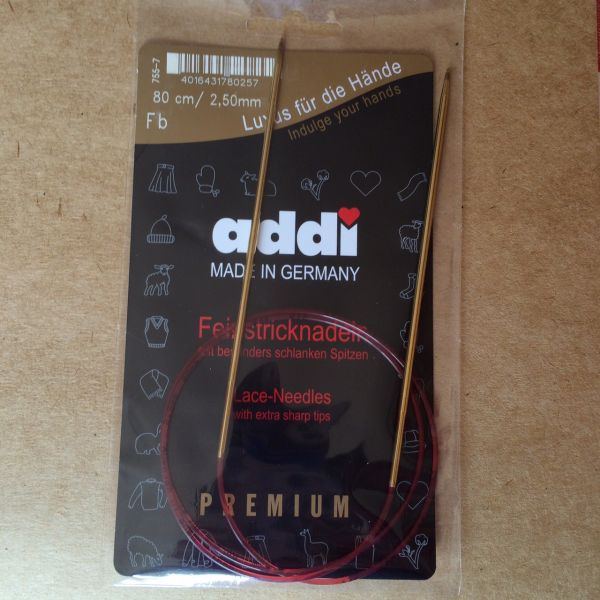 755-7
4016431780257
80 cm/ 2,50mm
Fb
Luxus für die Hände
Indulge your hands
addi
MADE IN GERMANY
Feinstricknadeln
mit besonders schlanken Spitzen
Lace-Needles
with extra sharp tips
PREMIUM